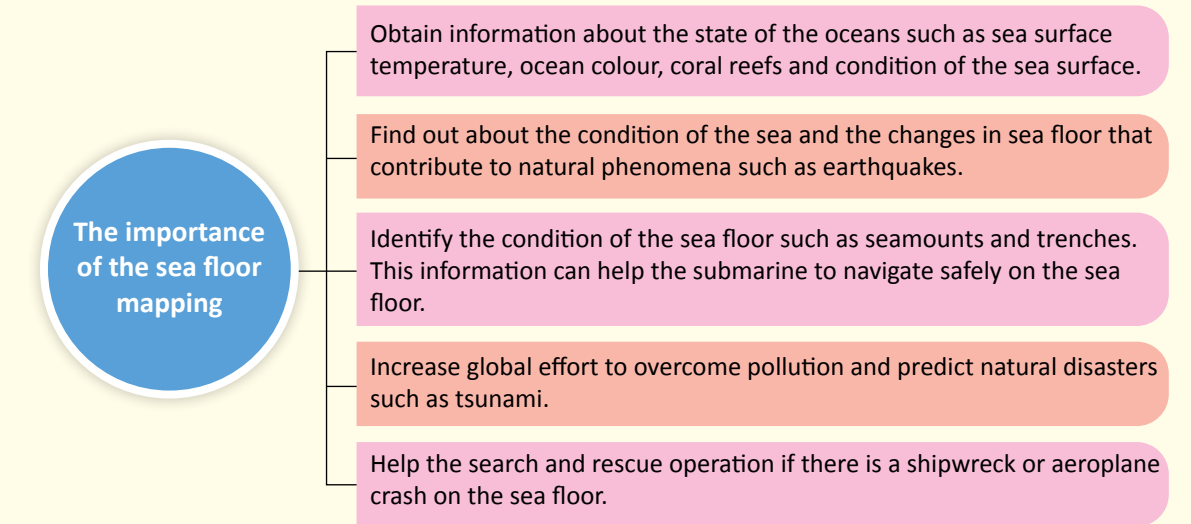 The importance
of the sea floor
mapping
Obtain information about the state of the oceans such as sea surface
temperature, ocean colour, coral reefs and condition of the sea surface.
Find out about the condition of the sea and the changes in sea floor that
contribute to natural phenomena such as earthquakes.
Identify the condition of the sea floor such as seamounts and trenches.
This information can help the submarine to navigate safely on the sea
floor.
Increase global effort to overcome pollution and predict natural disasters
such as tsunami.
Help the search and rescue operation if there is a shipwreck or aeroplane
crash on the sea floor.